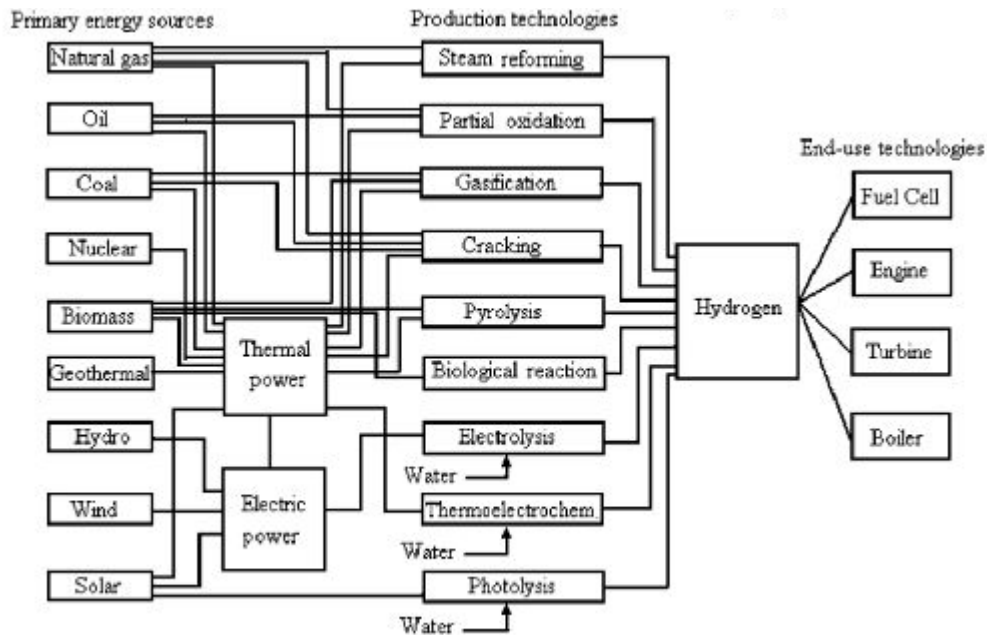 Primary energy sources
Production technologies
Natural gas
Steam reforming
Oil
Partial oxidation
End-use technologies
Coal
Gasification
Fuel Cell
Nuclear
Cracking
Engine
Biomass
Pyrolysis
Hydrogen
Thermal
power
Turbine
Geothermal
Biological reaction
Hydro
Electrolysis
Boiler
Water
Wind
Electric
power
Thermoelectrochem.
Water
Solar
Photolysis
Water